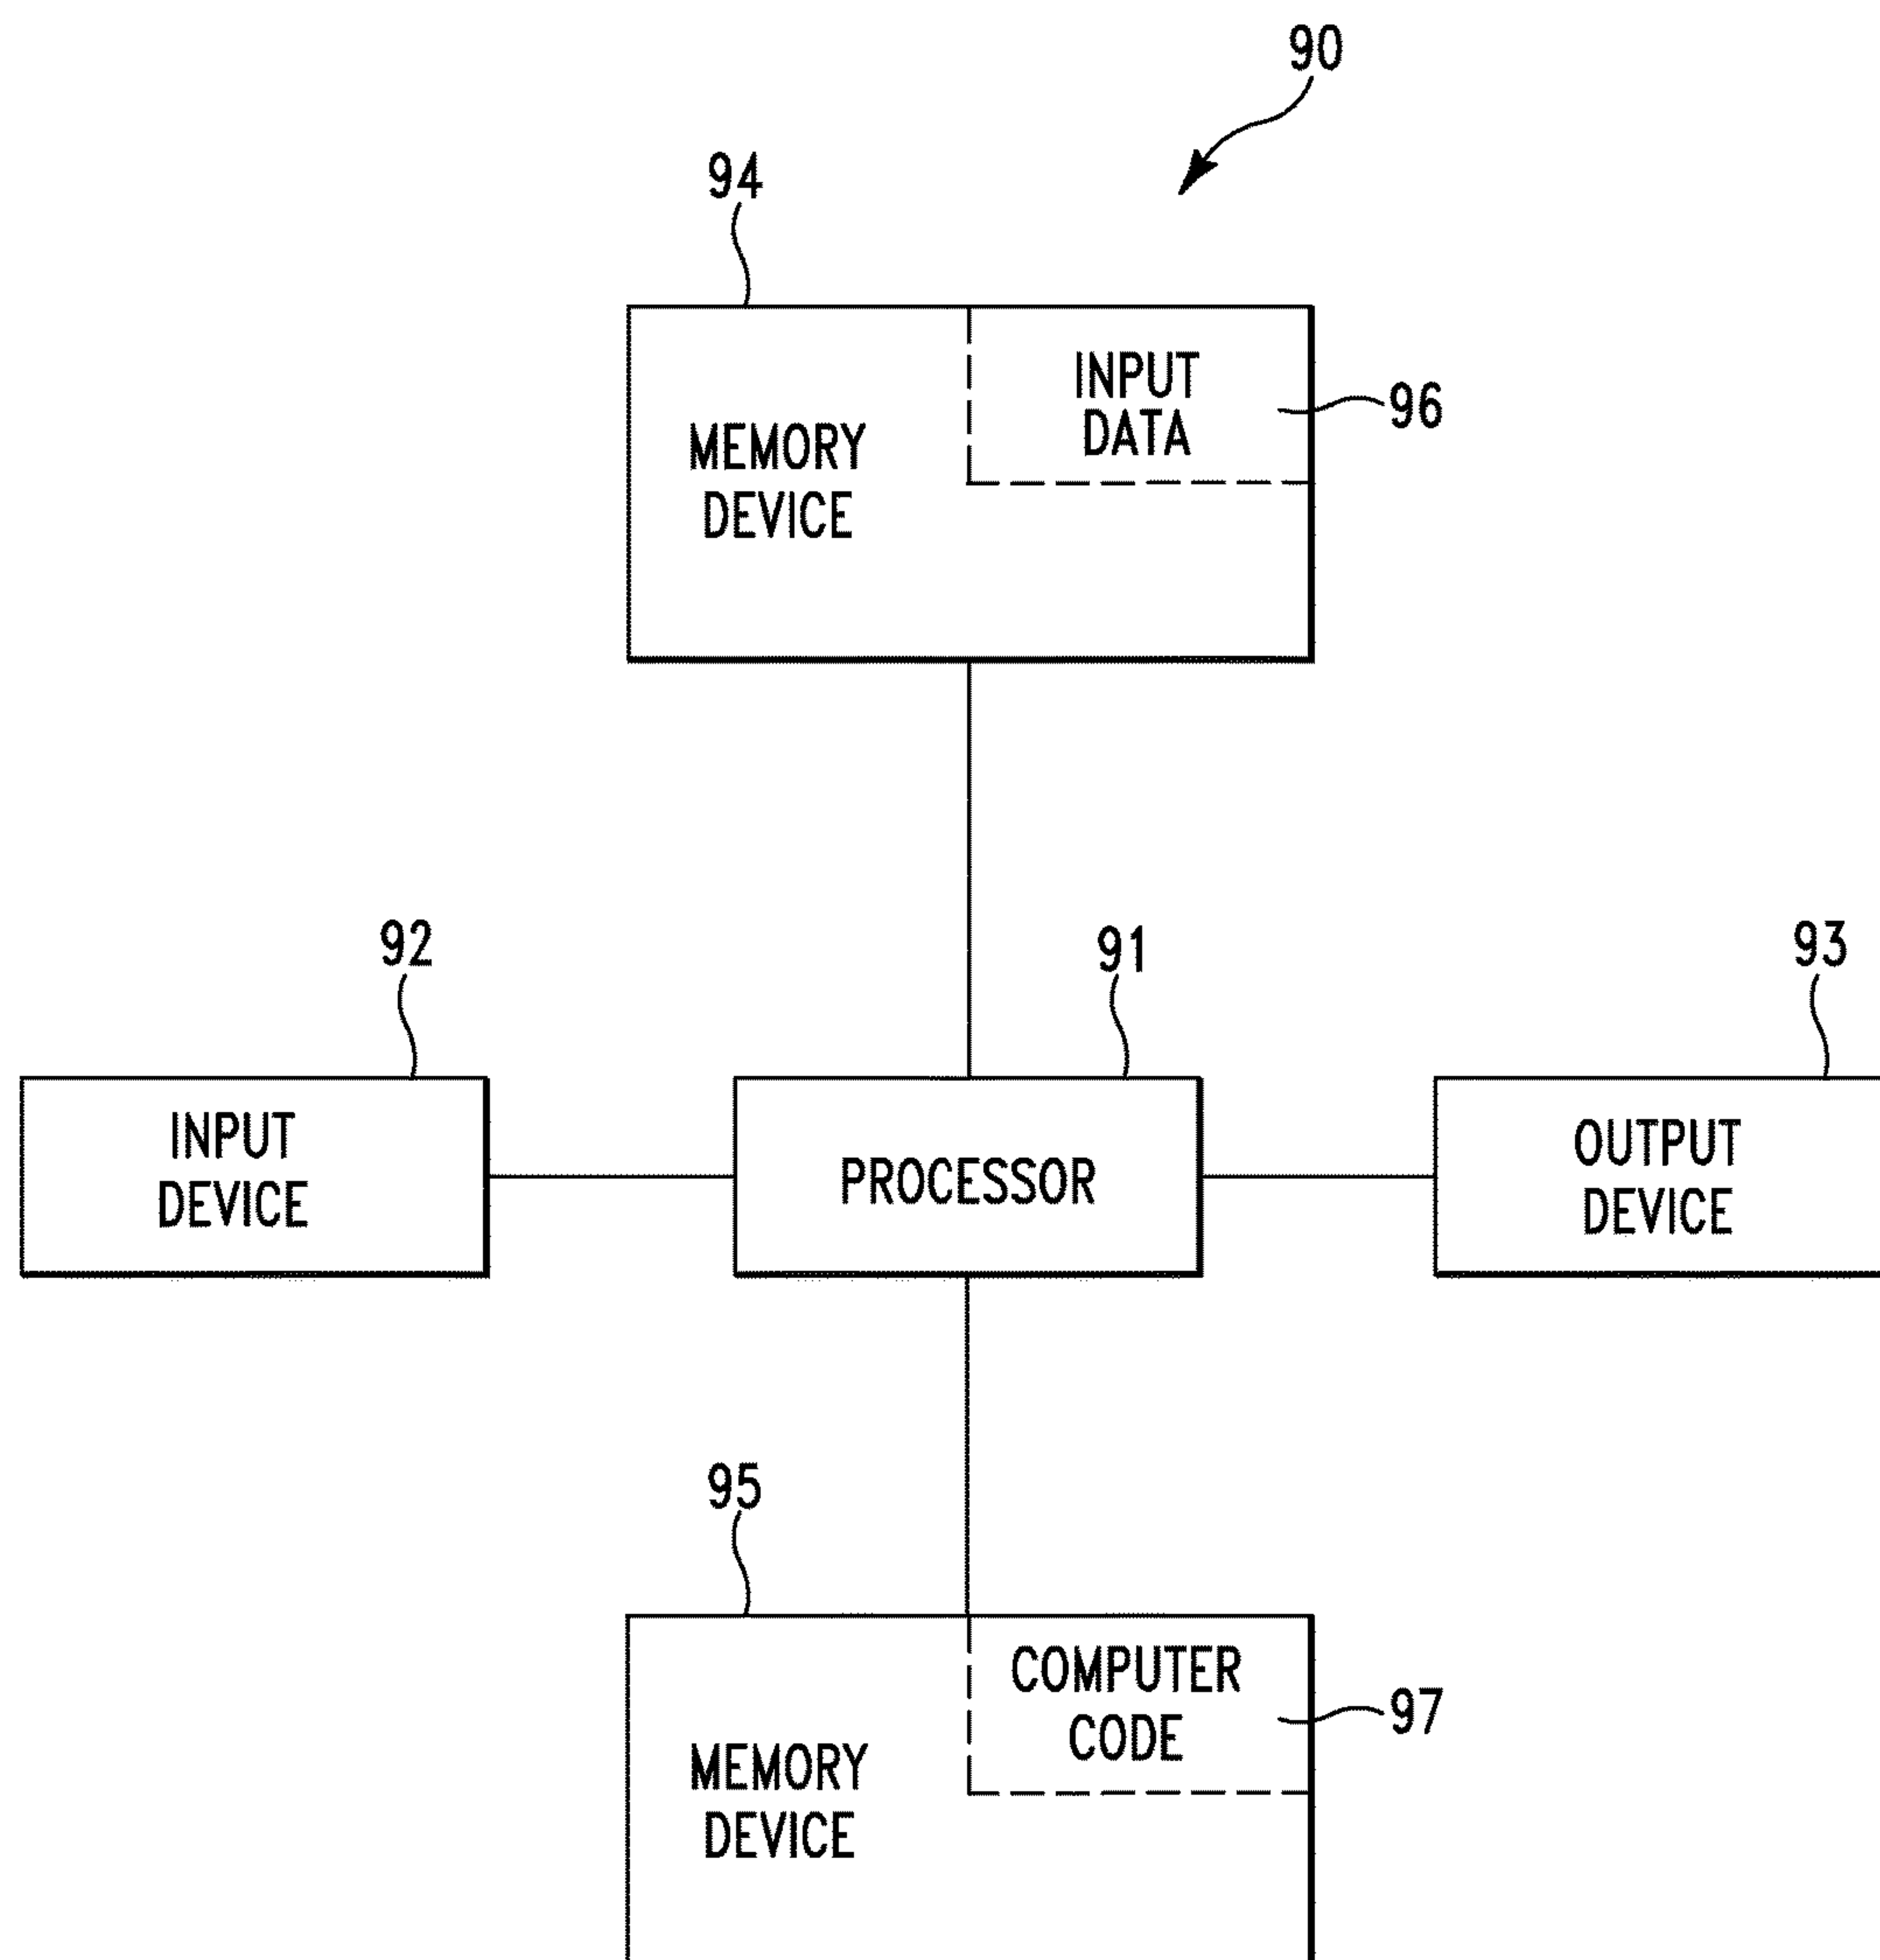 90
94
INPUT
DATA
96
MEMORY
DEVICE
92
91
93
INPUT
DEVICE
PROCESSOR
OUTPUT
DEVICE
95
COMPUTER
CODE
97
MEMORY
DEVICE